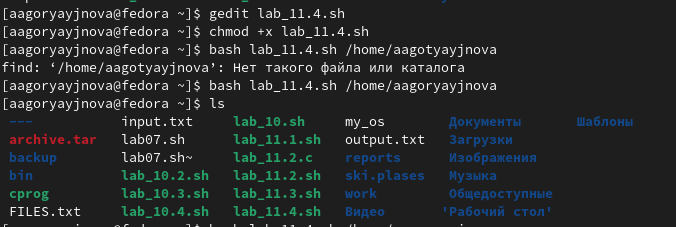 [aagoryayjnova@fedora ~]$ gedit lab_11.4.sh
[aagoryayjnova@fedora ~]$ chmod +x lab_11.4.sh
[aagoryayjnova@fedora ~]$ bash lab_11.4.sh /home/aagotyayjnova
find: ‘/home/aagotyayjnova’: Нет такого файла или каталога
[aagoryayjnova@fedora ~]$ bash lab_11.4.sh /home/aagoryayjnova
[aagoryayjnova@fedora ~]$ ls
--- input.txt lab_10.sh my_os Документы Шаблоны
archive.tar lab07.sh lab_11.1.sh output.txt Загрузки
backup lab07.sh~ lab_11.2.c reports Изображения
bin lab_10.2.sh lab_11.2.sh ski.plases Музыка
cprog lab_10.3.sh lab_11.3.sh work Общедоступные
FILES.txt lab_10.4.sh lab_11.4.sh Видео 'Рабочий стол'